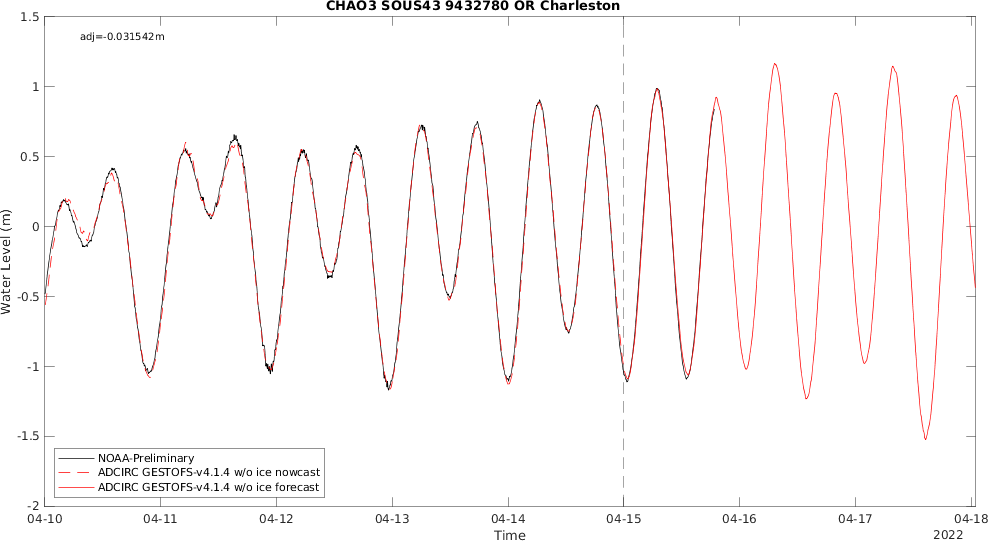 CHAO3 SOUS43 9432780 OR Charleston
adj=-0.031542m
1.5
1
0.5
0
-0.5
-1
-1.5
-2
Water Level (m)
NOAA-Preliminary
ADCIRC GESTOFS-v4.1.4 w/o ice nowcast
ADCIRC GESTOFS-v4.1.4 w/o ice forecast
04-10 04-11 04-12 04-13 04-14 04-15 04-16 04-17 04-18
Time
2022